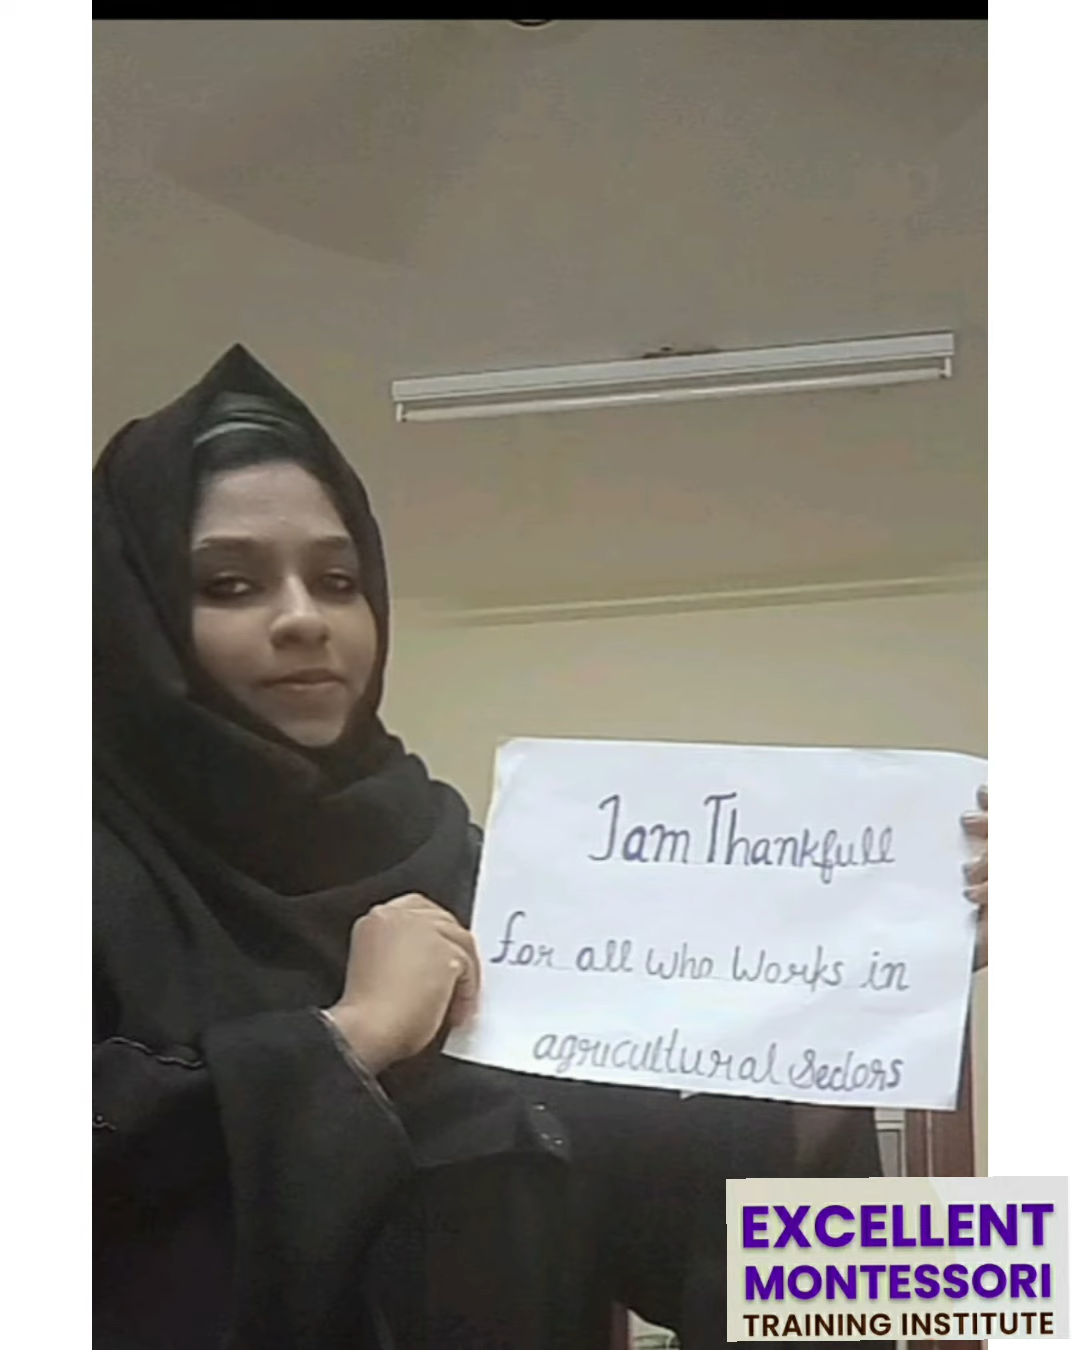 I am Thankfull
for all who Works in
agricultural Sectors
EXCELLENT
MONTESSORI
TRAINING INSTITUTE